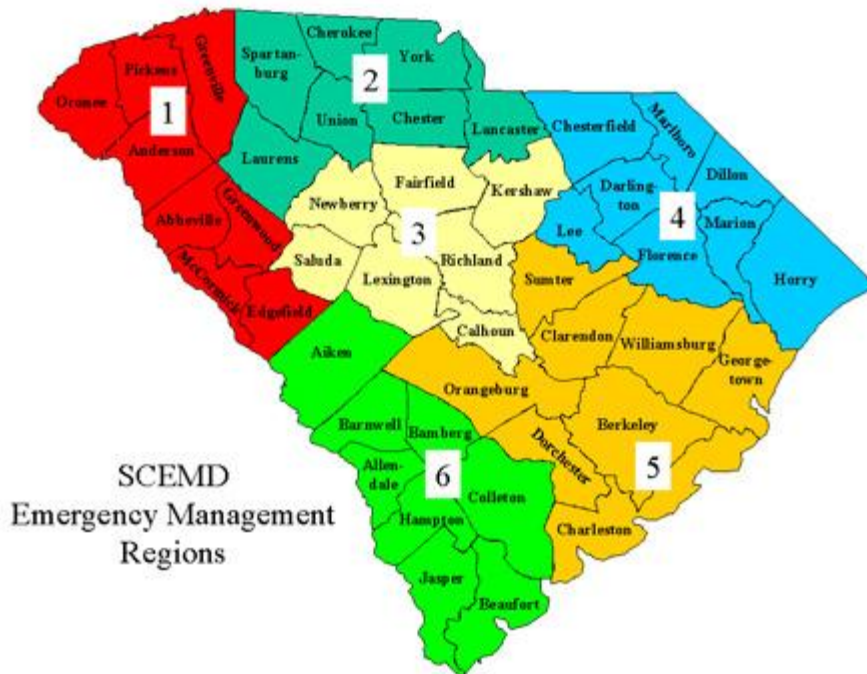 Cherokee
York
Greenville
Spartan-
burg
Pickens
2
Oconee
1
Union
Chester
Lancaster
Chesterfield
Marlboro
Anderson
Laurens
Dillon
Fairfield
Kershaw
Darling-
ton
Newberry
Abbeville
Greenwood
4
Marion
Lee
3
Florence
Saluda
Richland
McCormick
Lexington
Sumter
Horry
Edgefield
Calhoun
Clarendon
Williamsburg
Aiken
George-
town
Orangeburg
Barnwell
Bamberg
Berkeley
Dorchester
5
Allen-
dale
6
Colleton
Hampton
Charleston
Jasper
Beaufort
SCEMD
Emergency Management
Regions